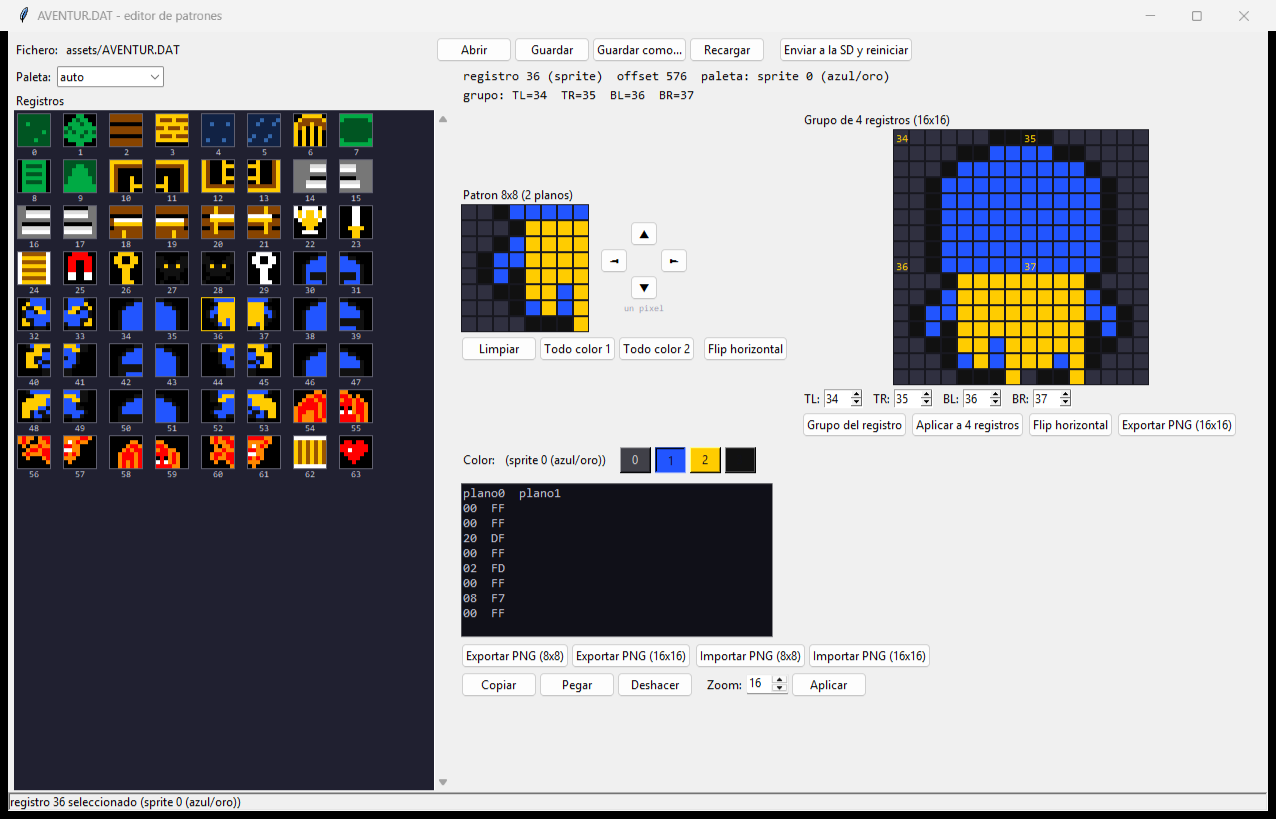 AVENTUR.DAT - editor de patrones
Fichero: assets/AVENTUR.DAT
Abrir Guardar Guardar como... Recargar Enviar a la SD y reiniciar
Paleta: auto
registro 36 (sprite) offset 576 paleta: sprite 0 (azul/oro)
grupo: TL=34 TR=35 BL=36 BR=37
Registros
0 1 2 3 4 5 6 7
8 9 10 11 12 13 14 15
16 17 18 19 20 21 22 23
24 25 26 27 28 29 30 31
32 33 34 35 36 37 38 39
40 41 42 43 44 45 46 47
48 49 50 51 52 53 54 55
56 57 58 59 60 61 62 63
Patron 8x8 (2 planos)
un pixel
Limpiar Todo color 1 Todo color 2 Flip horizontal
Grupo de 4 registros (16x16)
34 35
36 37
TL: 34 TR: 35 BL: 36 BR: 37
Grupo del registro Aplicar a 4 registros Flip horizontal Exportar PNG (16x16)
Color: (sprite 0 (azul/oro)) 0 1 2
plano0 plano1
00 FF
00 FF
20 DF
00 FF
02 FD
00 FF
08 F7
00 FF
Exportar PNG (8x8) Exportar PNG (16x16) Importar PNG (8x8) Importar PNG (16x16)
Copiar Pegar Deshacer Zoom: 16 Aplicar
registro 36 seleccionado (sprite 0 (azul/oro))